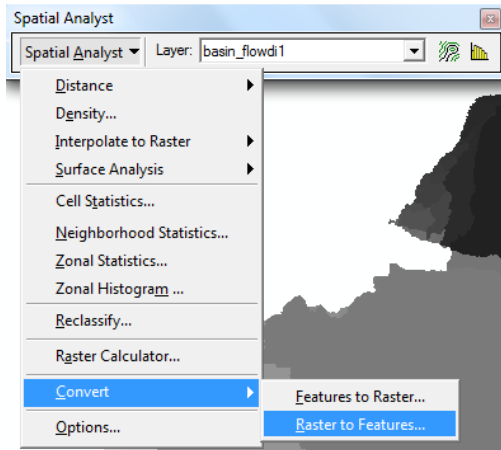 Spatial Analyst
Spatial Analyst Layer: basin_flowdi1
Distance
Density...
Interpolate to Raster
Surface Analysis
Cell Statistics...
Neighborhood Statistics...
Zonal Statistics...
Zonal Histogram ...
Reclassify...
Raster Calculator...
Convert
Features to Raster...
Options...
Raster to Features...